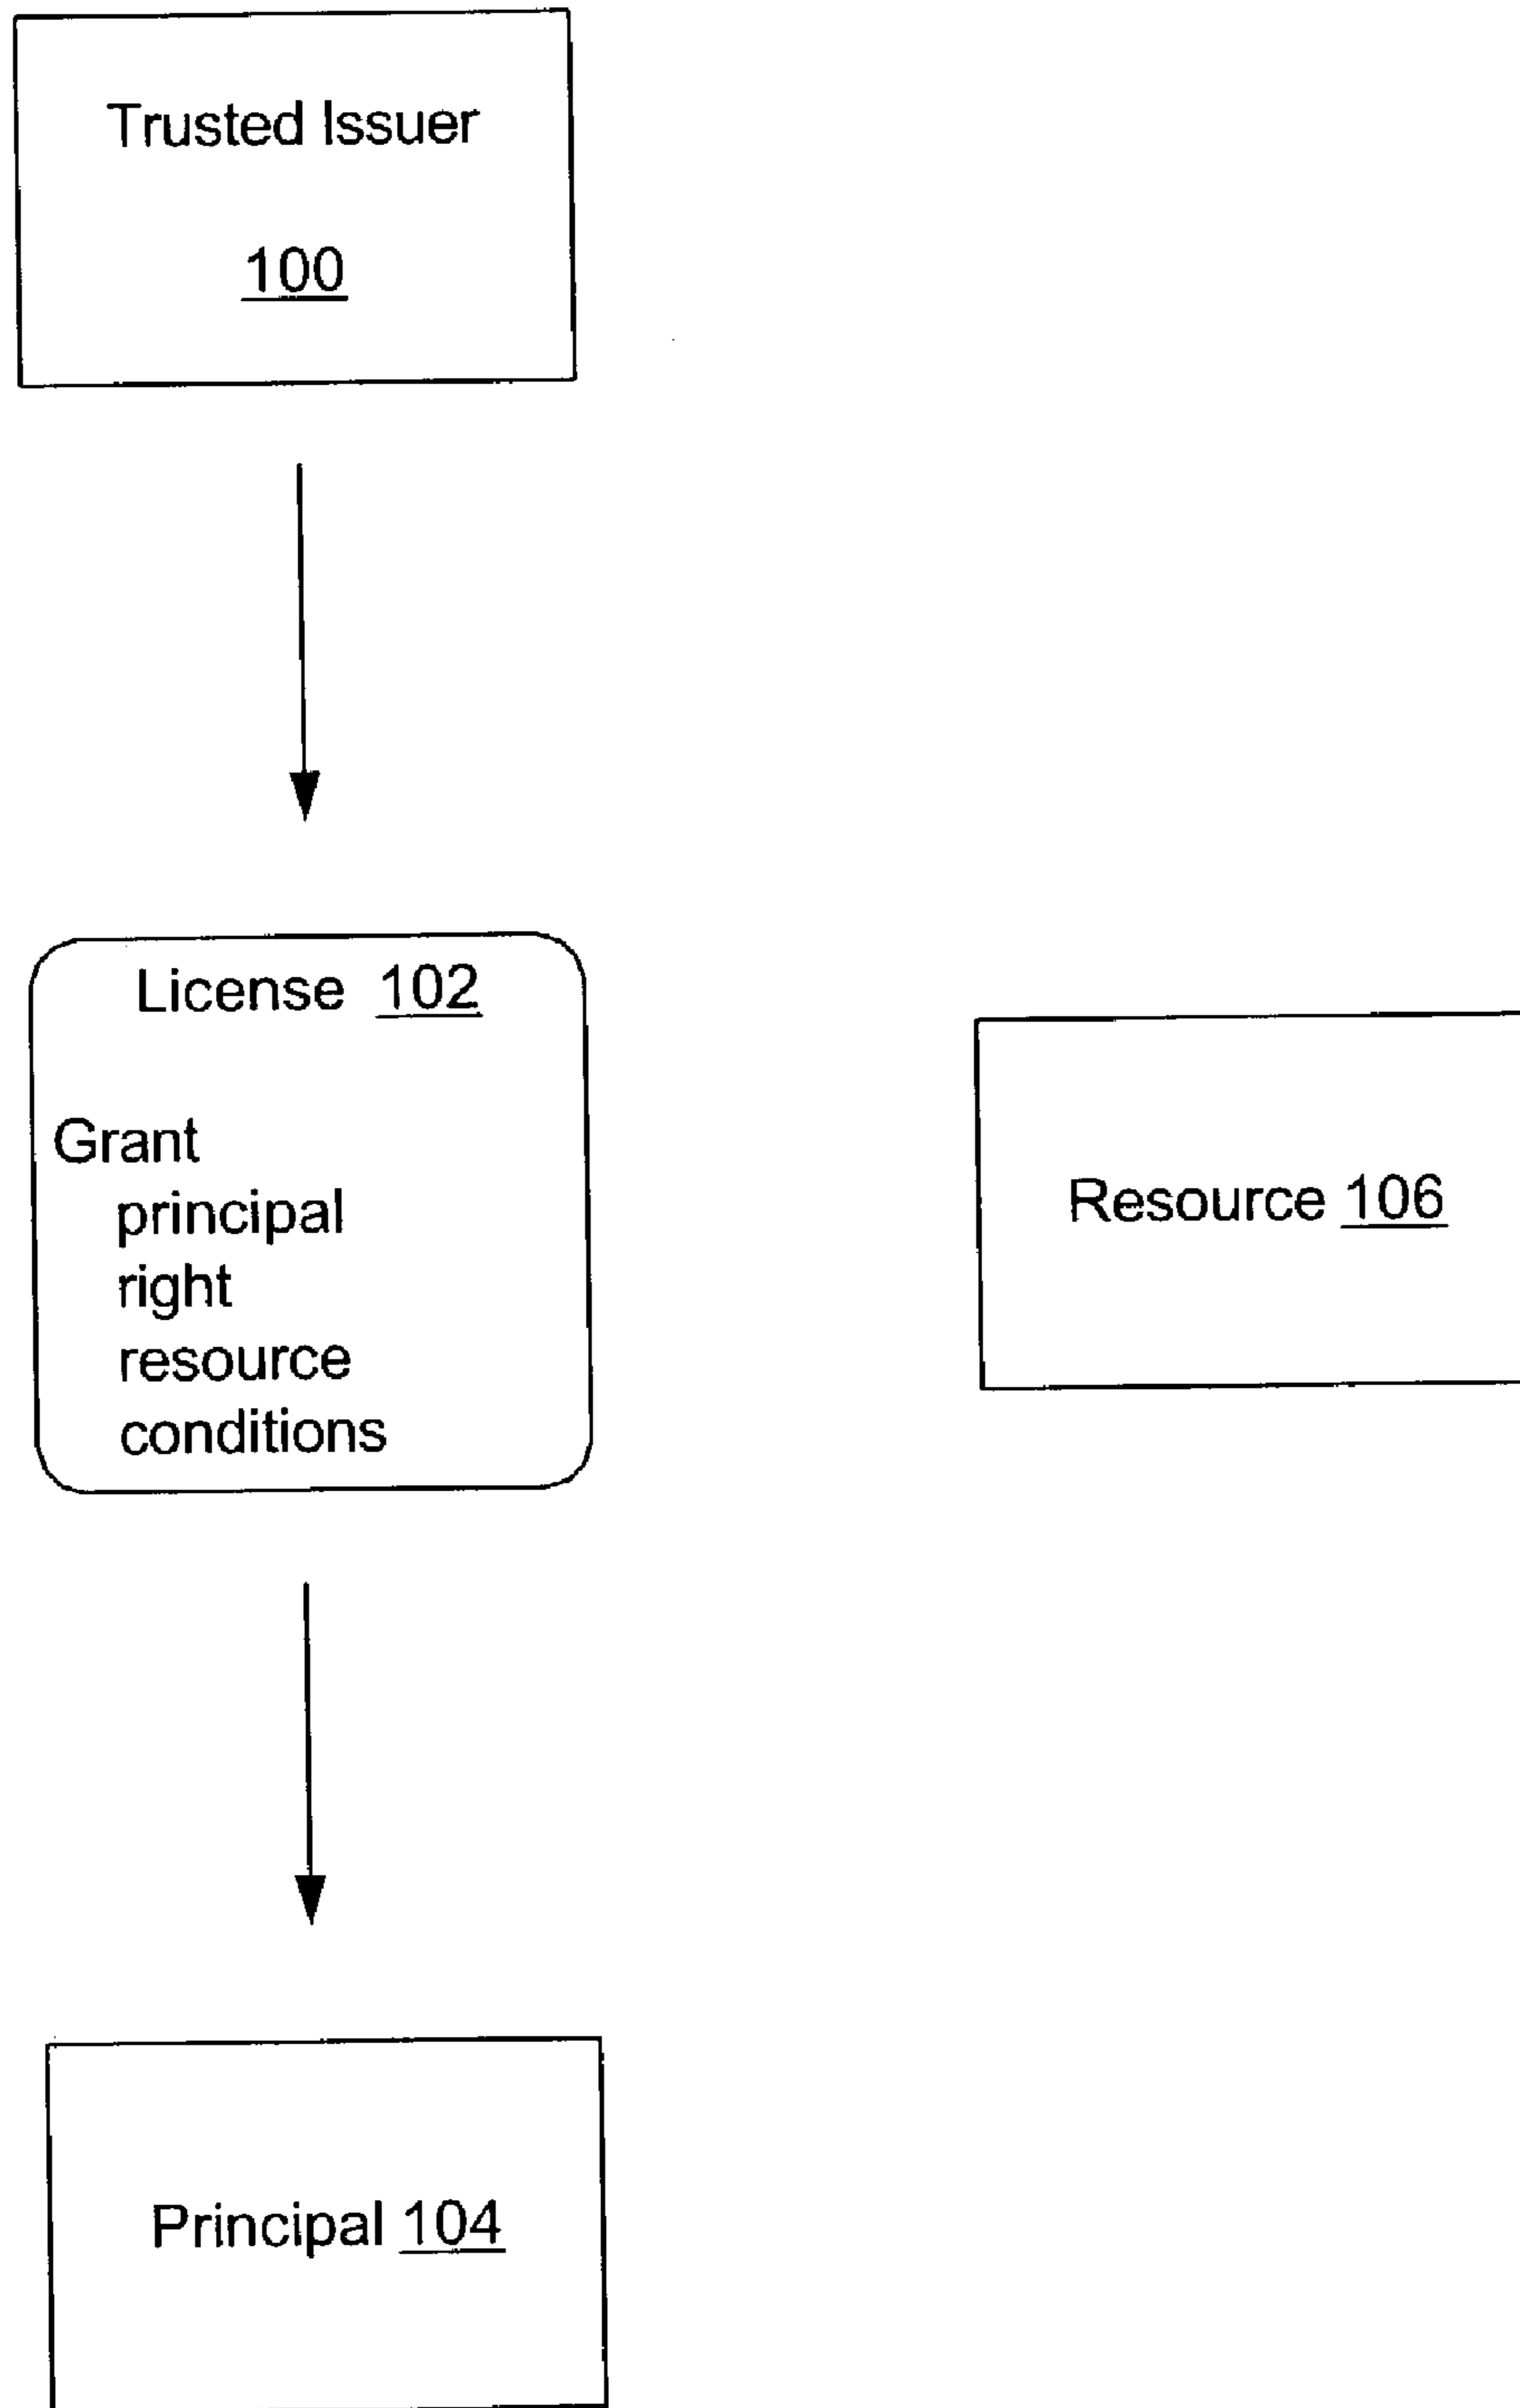 Trusted Issuer
100
License 102
Grant
principal
right
resource
conditions
Resource 106
Principal 104